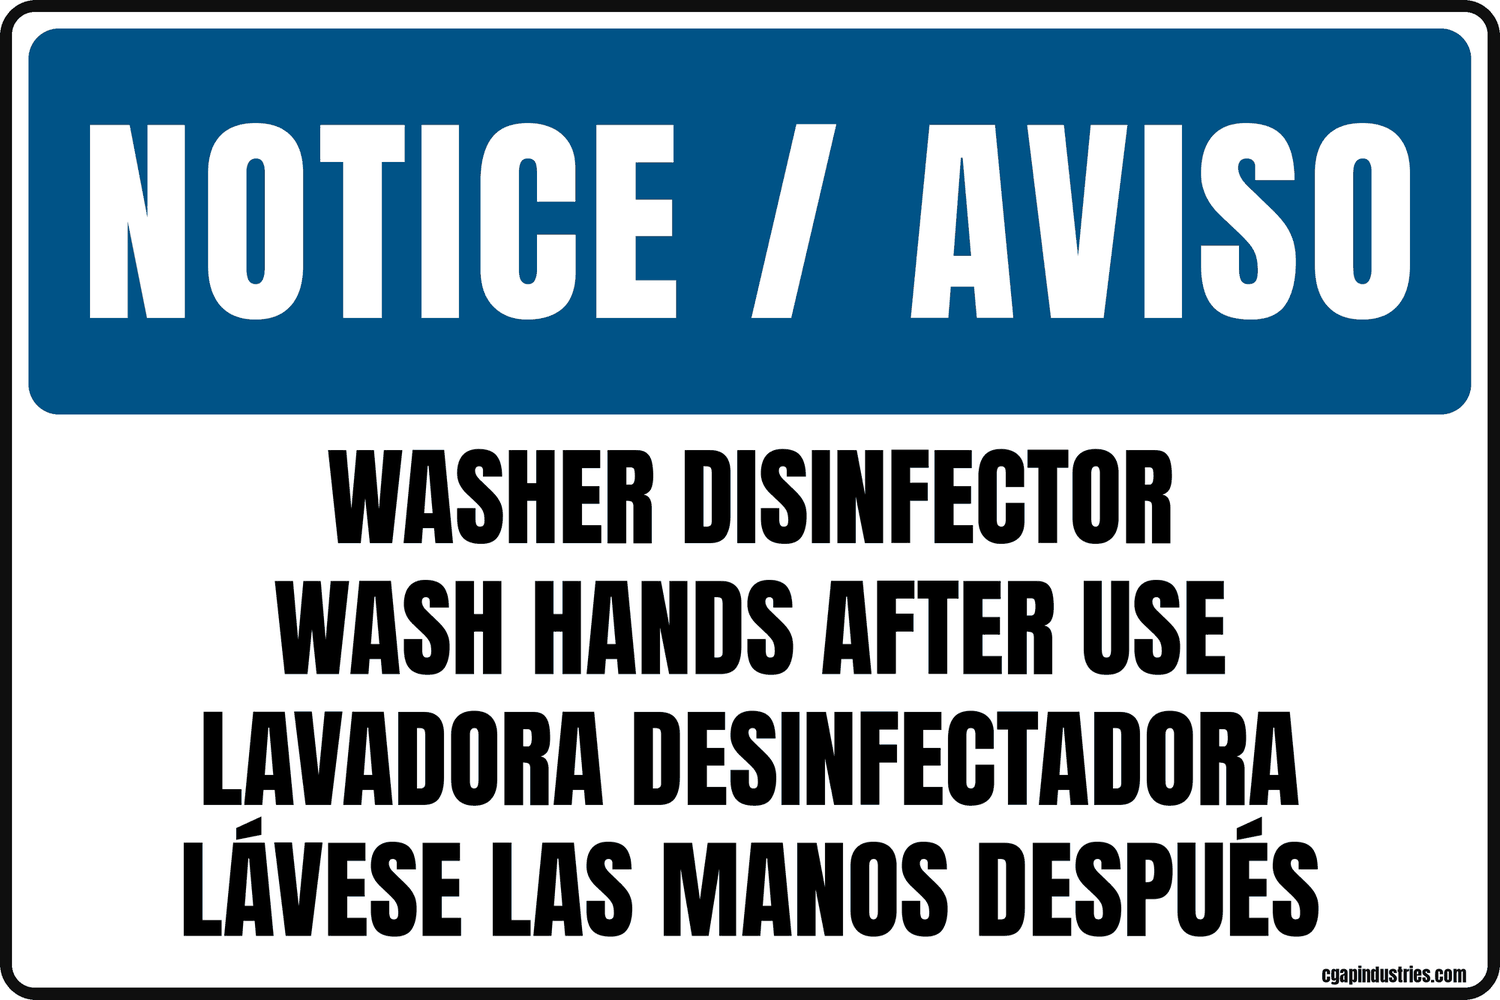 NOTICE / AVISO
WASHER DISINFECTOR
WASH HANDS AFTER USE
LAVADORA DESINFECTADORA
LÁVESE LAS MANOS DESPUÉS
cgapindustries.com